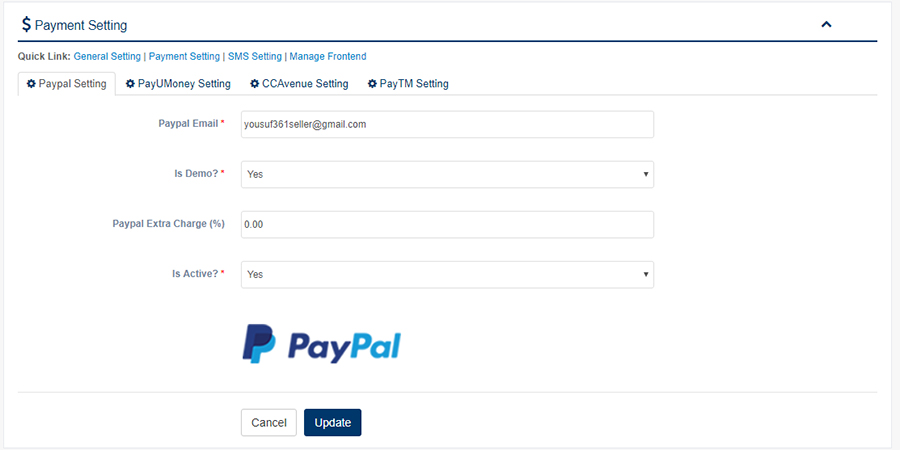 $ Payment Setting
Quick Link: General Setting | Payment Setting | SMS Setting | Manage Frontend
Paypal Setting PayUMoney Setting CCAvenue Setting PayTM Setting
Paypal Email * yousuf361seller@gmail.com
Is Demo? * Yes
Paypal Extra Charge (%) 0.00
Is Active? * Yes
PayPal
Cancel Update